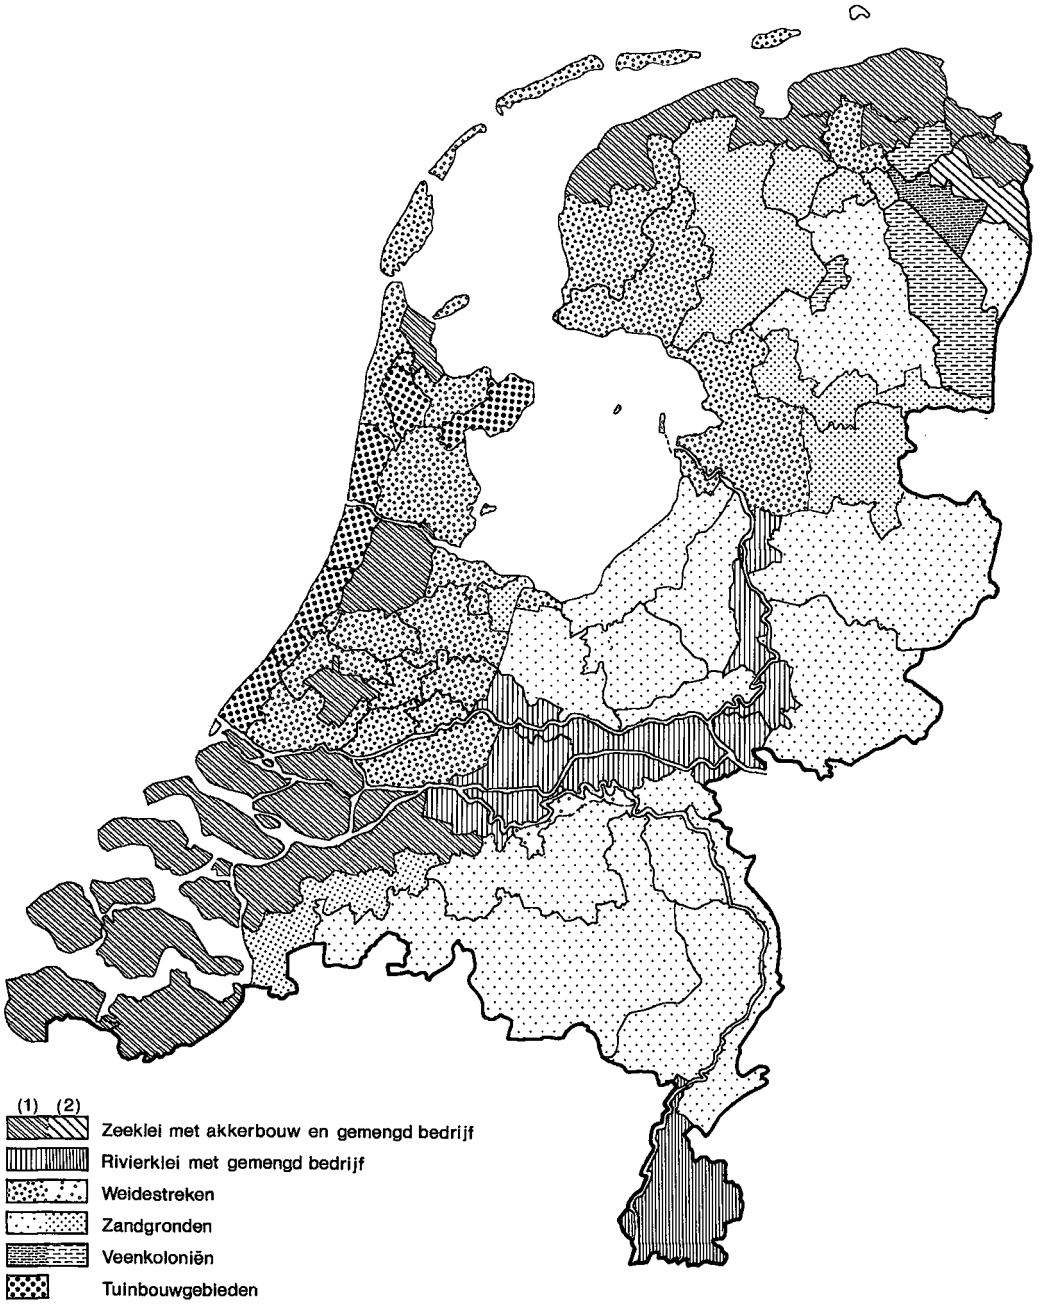 (1) (2)
Zeeklei met akkerbouw en gemengd bedrijf
Rivierklei met gemengd bedrijf
Weidestreken
Zandgronden
Veenkoloniën
Tuinbouwgebieden